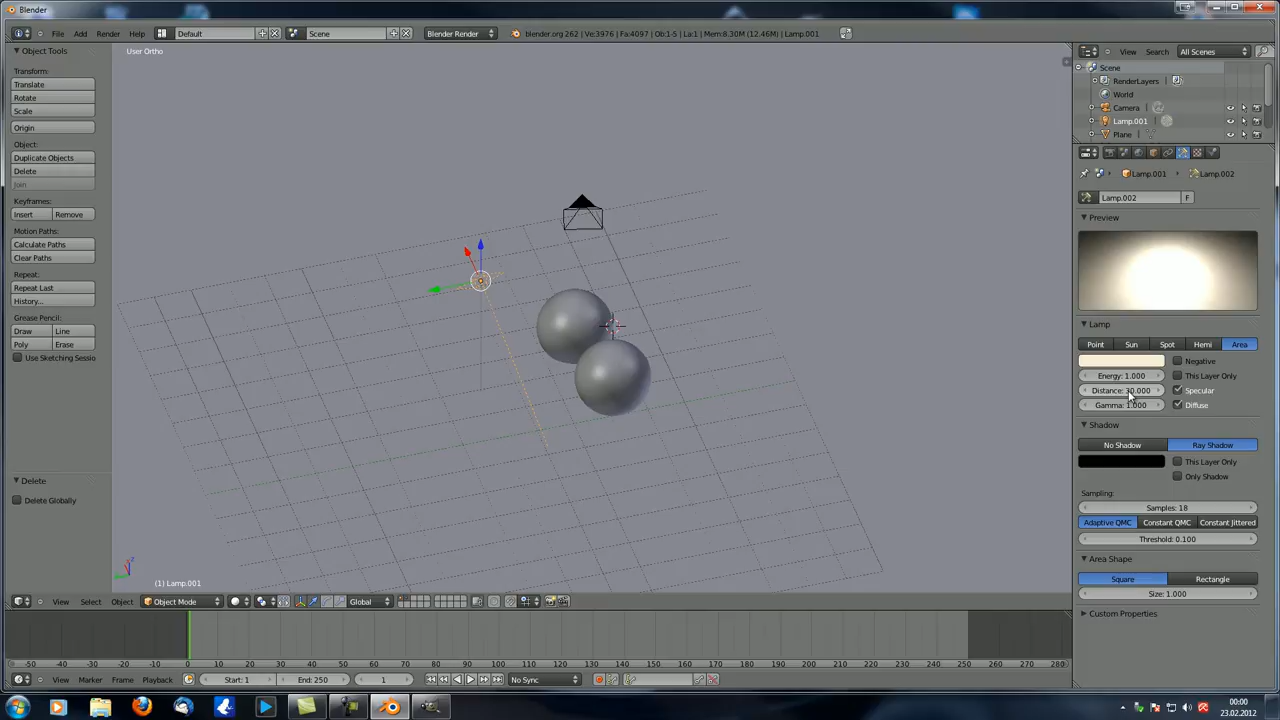 Blender
File Add Render Help Default Scene Blender Render blender.org 262 | Ve:3976 | Fa:4097 | Ob:1-5 | La:1 | Mem:8.30M (12.46M) | Lamp.001
Object Tools
Transform:
Translate
Rotate
Scale
Origin
Object:
Duplicate Objects
Delete
Join
Keyframes:
Insert Remove
Motion Paths:
Calculate Paths
Clear Paths
Repeat:
Repeat Last
History...
Grease Pencil:
Draw Line
Poly Erase
Use Sketching Sessio
Delete
Delete Globally
User Ortho
(1) Lamp.001
View Select Object Object Mode Global
-50 -40 -30 -20 -10 0 10 20 30 40 50 60 70 80 90 100 110 120 130 140 150 160 170 180 190 200 210 220 230 240 250 260 270 280
View Marker Frame Playback Start: 1 End: 250 1 No Sync
View Search All Scenes
Scene
RenderLayers
World
Camera
Lamp.001
Plane
Lamp.001 Lamp.002
Lamp.002 F
Preview
Lamp
Point Sun Spot Hemi Area
Negative
Energy: 1.000 This Layer Only
Distance: 30.000 Specular
Gamma: 1.000 Diffuse
Shadow
No Shadow Ray Shadow
This Layer Only
Only Shadow
Sampling:
Samples: 18
Adaptive QMC Constant QMC Constant Jittered
Threshold: 0.100
Area Shape
Square Rectangle
Size: 1.000
Custom Properties
00:00
23.02.2012